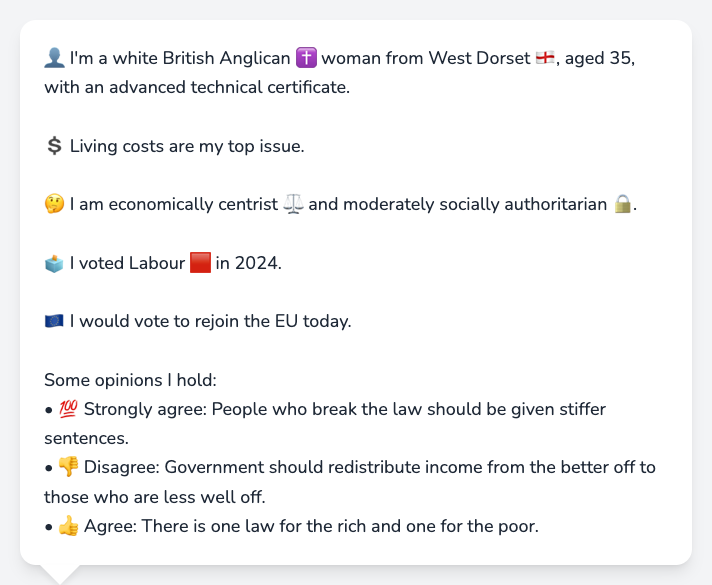 👤 I'm a white British Anglican ✝️ woman from West Dorset 🏴󠁧󠁢󠁥󠁮󠁧󠁿, aged 35,
with an advanced technical certificate.
💲 Living costs are my top issue.
🤔 I am economically centrist ⚖️ and moderately socially authoritarian 🔒.
🗳️ I voted Labour 🟥 in 2024.
🇪🇺 I would vote to rejoin the EU today.
Some opinions I hold:
• 💯 Strongly agree: People who break the law should be given stiffer
sentences.
• 👎 Disagree: Government should redistribute income from the better off to
those who are less well off.
• 👍 Agree: There is one law for the rich and one for the poor.